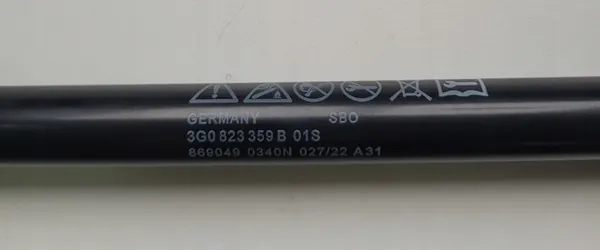 GERMANY SBO
3G0 823 359 B 01S
869049 0340N 027/22 A31